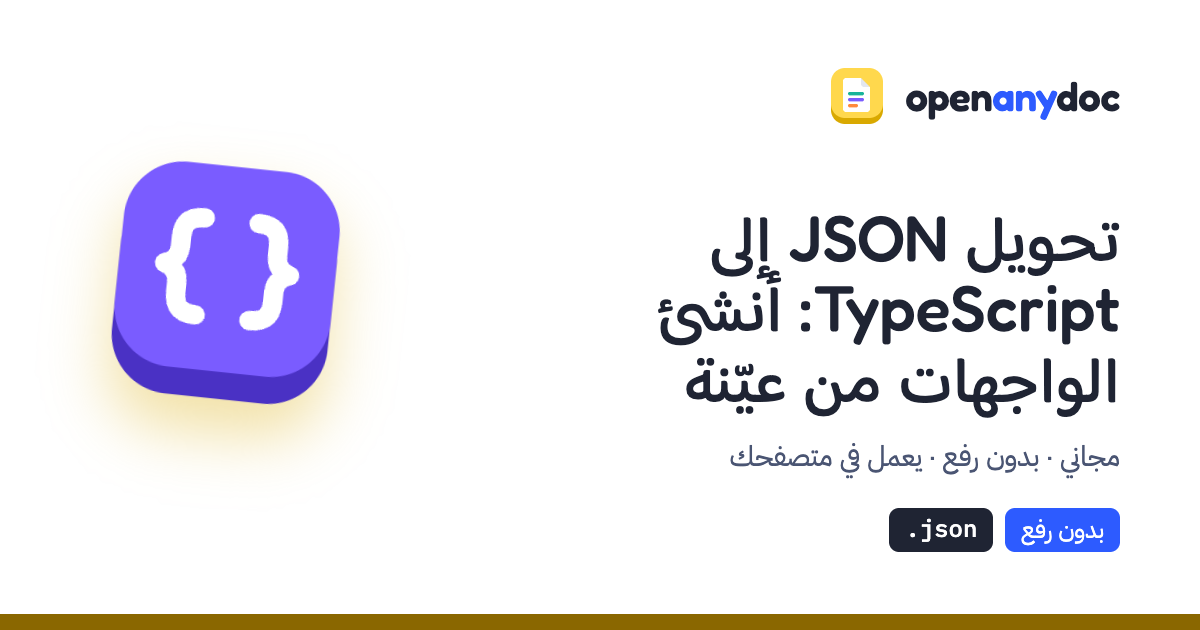 openanydoc
تحويل JSON إلى
TypeScript: أنشئ
الواجهات من عيّنة
مجاني · بدون رفع · يعمل في متصفحك
بدون رفع
.json
{ }